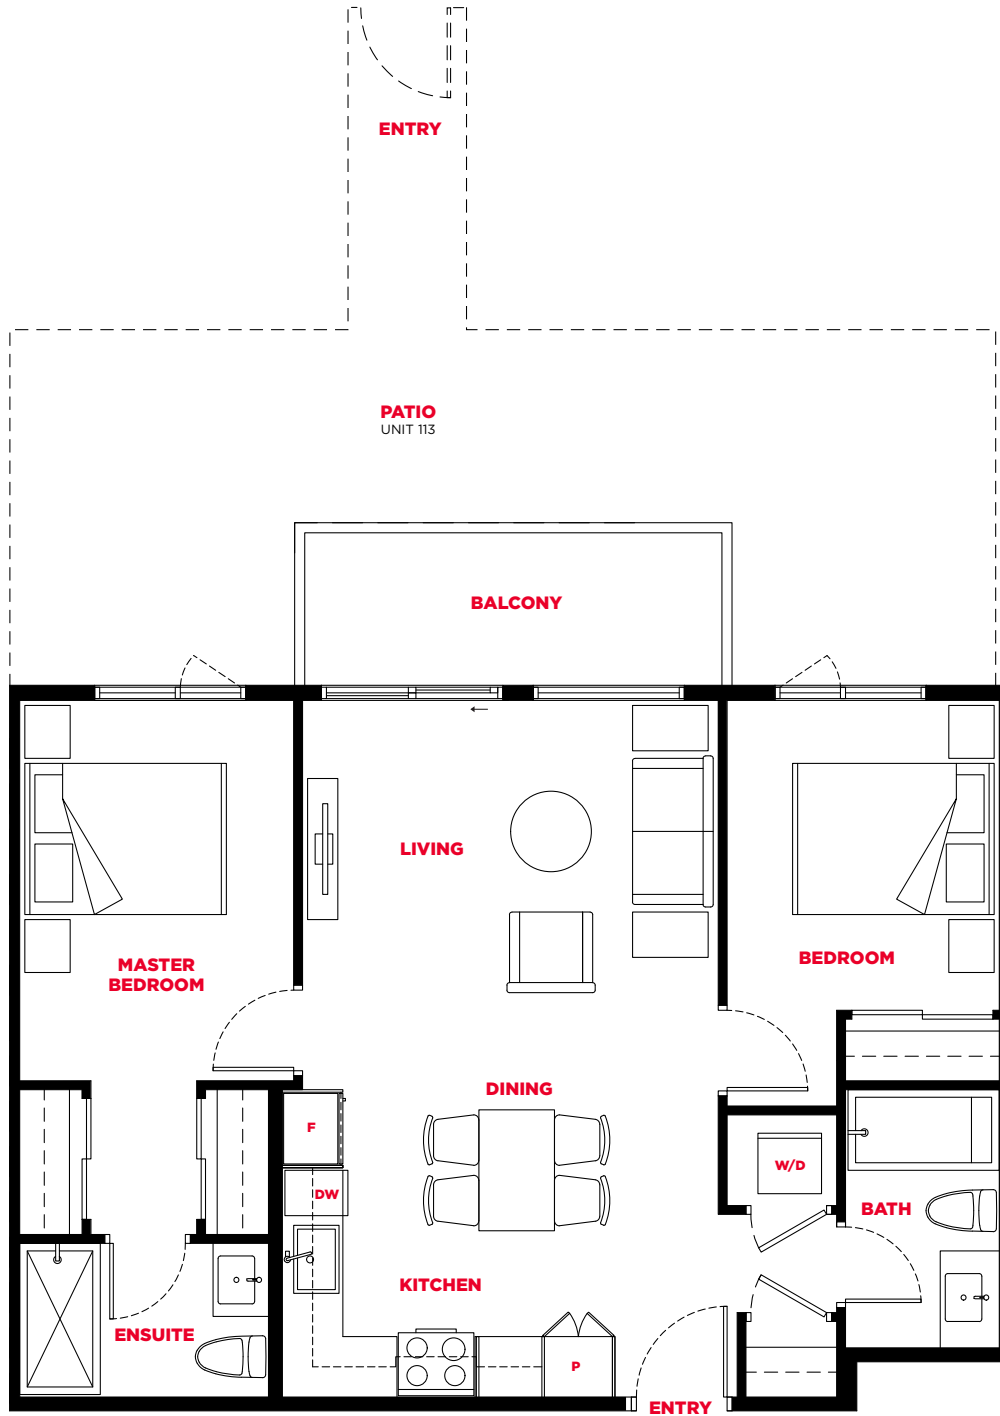 ENTRY
PATIO
UNIT 113
BALCONY
LIVING
MASTER
BEDROOM
BEDROOM
DINING
F
DW
W/D
BATH
KITCHEN
ENSUITE
P
ENTRY